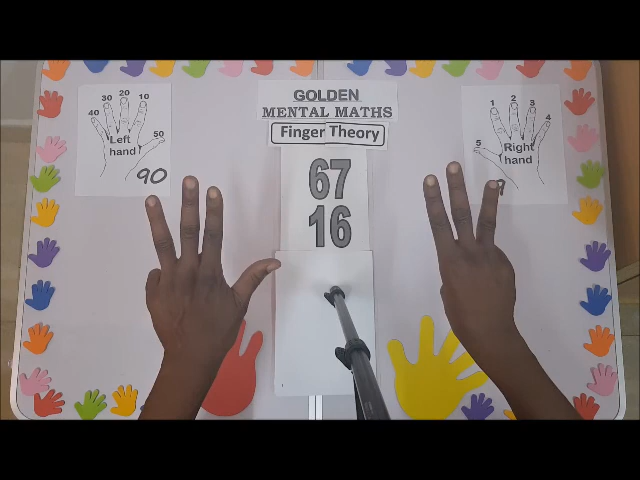 GOLDEN
MENTAL MATHS
Finger Theory
40 30 20 10
50
Left
hand
90
1 2 3
4
5
Right
hand
67
16